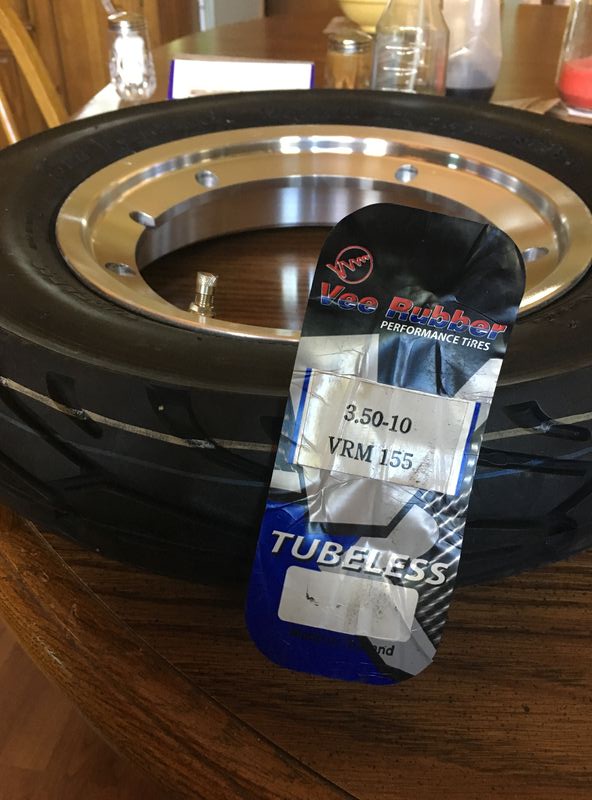 Vee Rubber
PERFORMANCE TiRES
3.50-10
VRM 155
TUBELESS